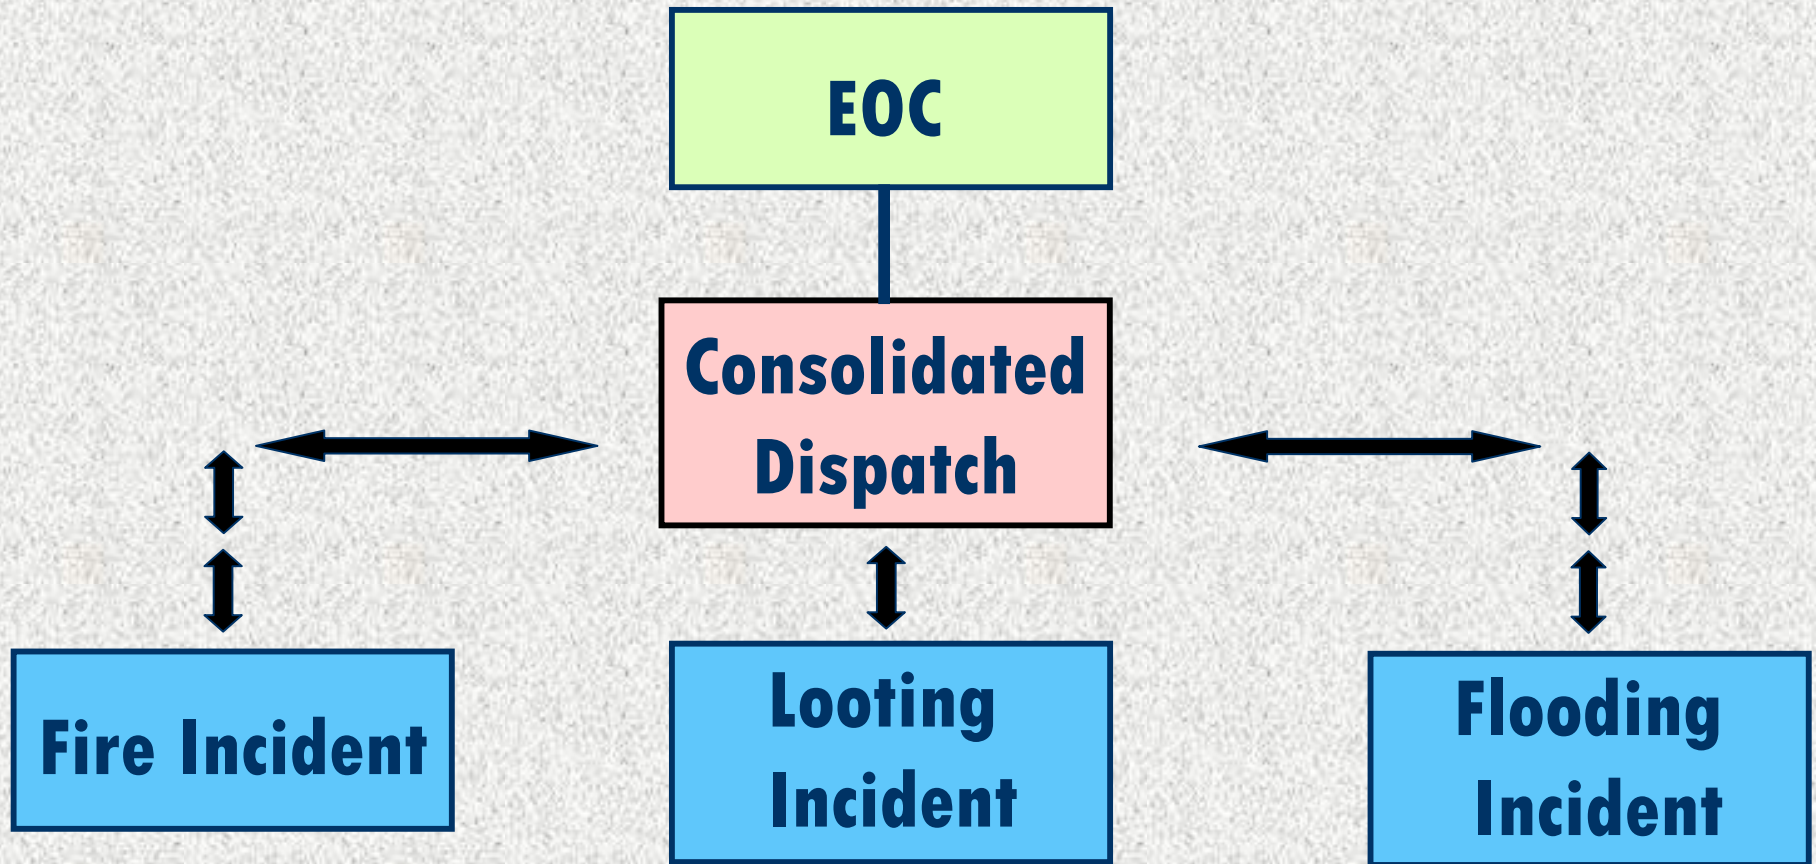 EOC
Consolidated
Dispatch
Fire Incident
Looting
Incident
Flooding
Incident